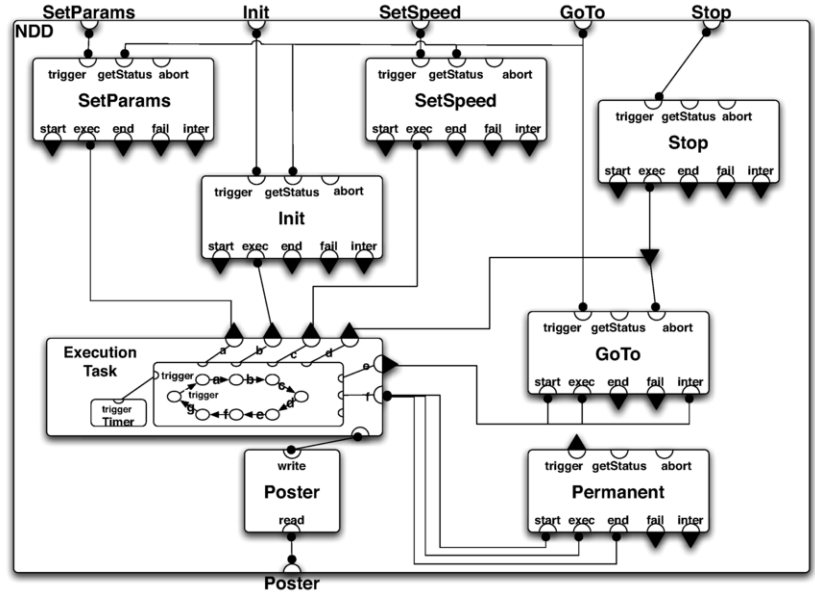 SetParams Init SetSpeed GoTo Stop
NDD
trigger getStatus abort
SetParams
start exec end fail inter
trigger getStatus abort
SetSpeed
start exec end fail inter
trigger getStatus abort
Stop
start exec end fail inter
trigger getStatus abort
Init
start exec end fail inter
trigger getStatus abort
GoTo
start exec end fail inter
Execution
Task
a b c d
e
f
trigger
a b c
trigger
d
g f e
trigger
Timer
write
Poster
read
trigger getStatus abort
Permanent
start exec end fail inter
Poster